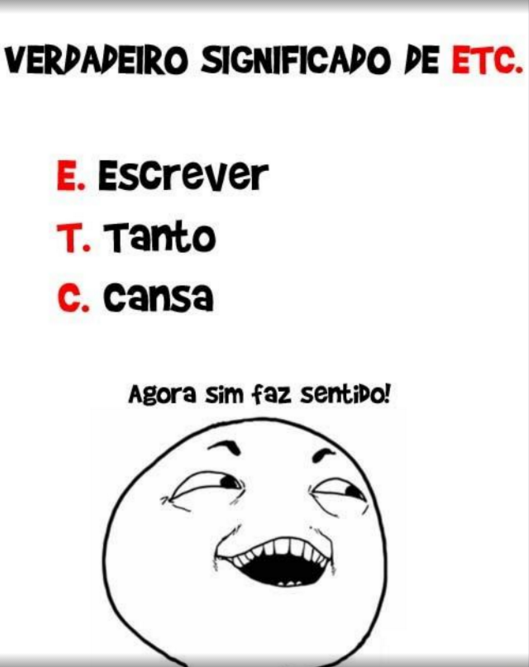 VERDADEIRO SIGNIFICADO DE ETC.
E. Escrever
T. Tanto
C. Cansa
Agora sim faz sentido!